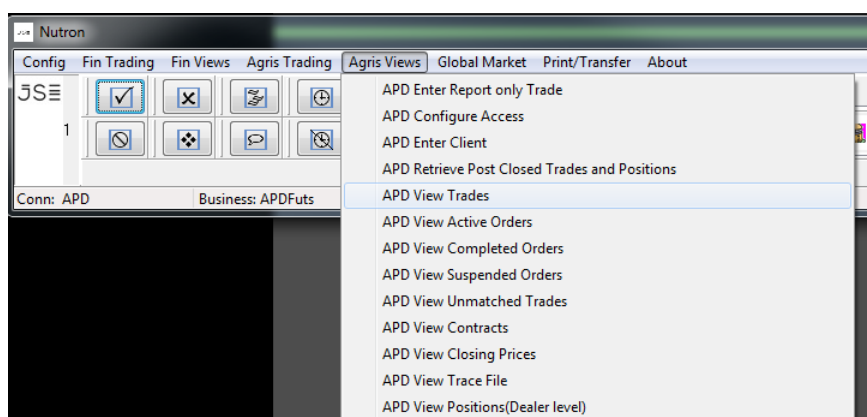 Nutron
Config Fin Trading Fin Views Agris Trading Agris Views Global Market Print/Transfer About
JSE
1
APD Enter Report only Trade
APD Configure Access
APD Enter Client
APD Retrieve Post Closed Trades and Positions
APD View Trades
APD View Active Orders
APD View Completed Orders
APD View Suspended Orders
APD View Unmatched Trades
APD View Contracts
APD View Closing Prices
APD View Trace File
APD View Positions(Dealer level)
Conn: APD Business: APDFuts